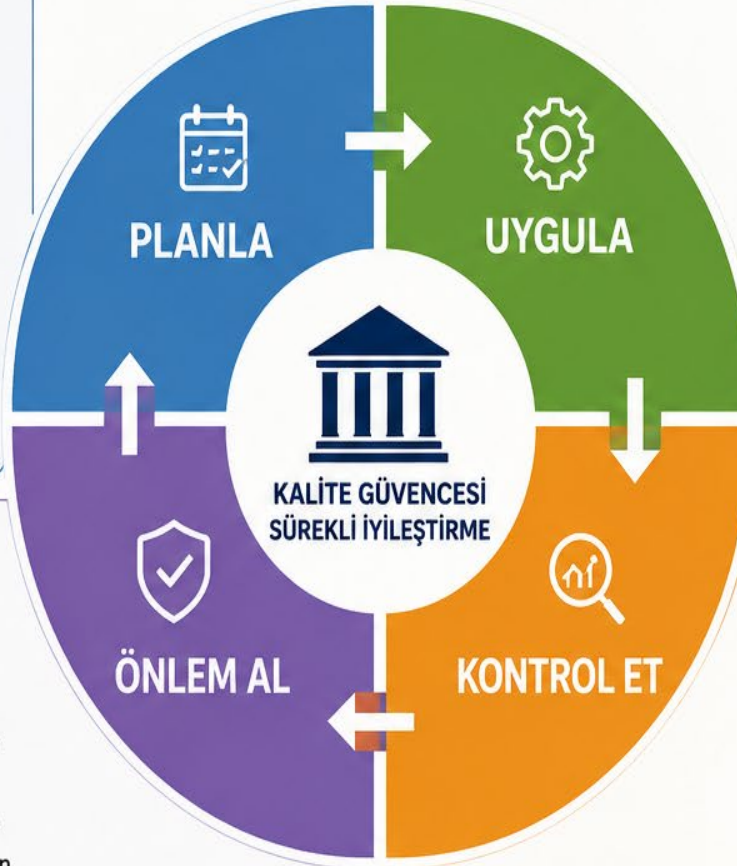 PLANLA
UYGULA
KALİTE GÜVENCESİ
SÜREKLİ İYİLEŞTİRME
ÖNLEM AL
KONTROL ET